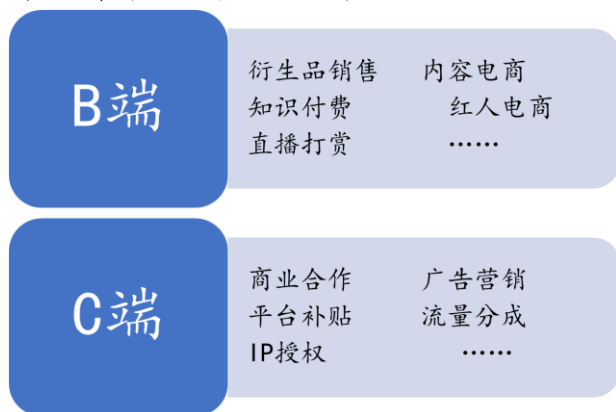 B端
衍生品销售 内容电商
知识付费 红人电商
直播打赏 ……
C端
商业合作 广告营销
平台补贴 流量分成
IP授权 ……